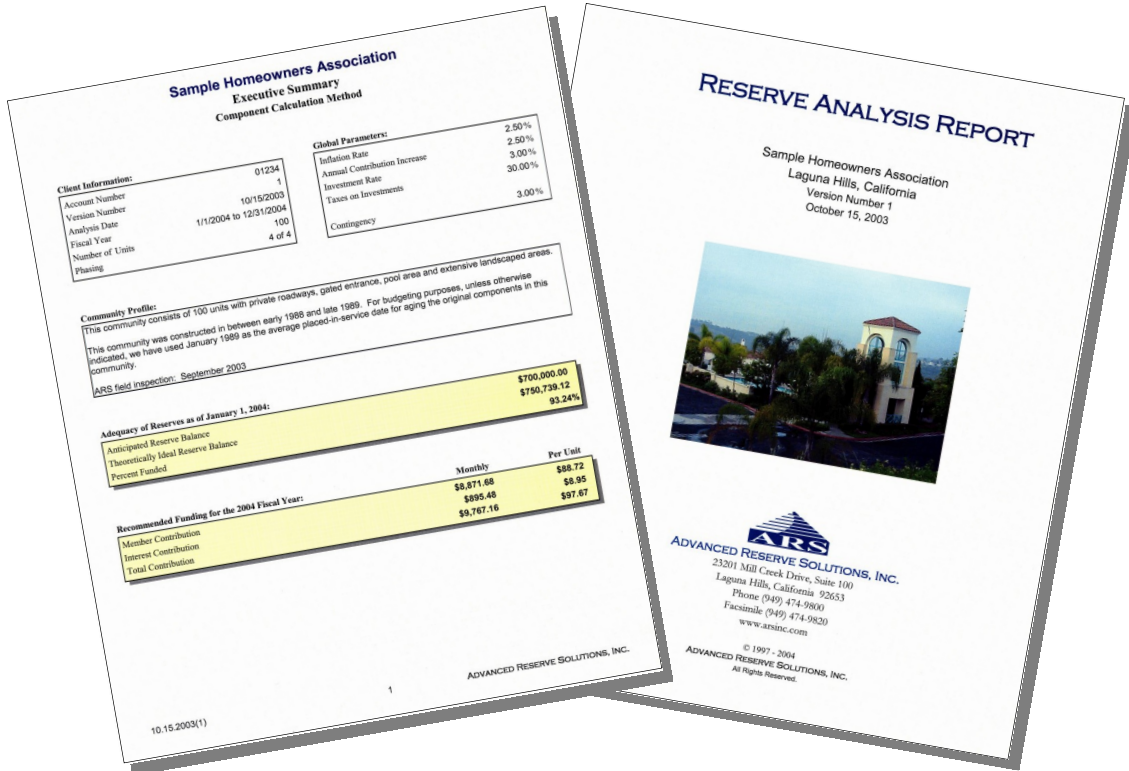 Sample Homeowners Association
Executive Summary
Component Calculation Method
Client Information:
Account Number 01234
Version Number 1
Analysis Date 10/15/2003
Fiscal Year 1/1/2004 to 12/31/2004
Number of Units 100
Phasing 4 of 4
Global Parameters:
Inflation Rate 2.50%
Annual Contribution Increase 2.50%
Investment Rate 3.00%
Taxes on Investments 30.00%
Contingency 3.00%
Community Profile:
This community consists of 100 units with private roadways, gated entrance, pool area and extensive landscaped areas.
This community was constructed in between early 1988 and late 1989. For budgeting purposes, unless otherwise
indicated, we have used January 1989 as the average placed-in-service date for aging the original components in this
community.
ARS field inspection: September 2003
Adequacy of Reserves as of January 1, 2004:
Anticipated Reserve Balance $700,000.00
Theoretically Ideal Reserve Balance $750,739.12
Percent Funded 93.24%
Recommended Funding for the 2004 Fiscal Year: Monthly Per Unit
Member Contribution $8,871.68 $88.72
Interest Contribution $895.48 $8.95
Total Contribution $9,767.16 $97.67
ADVANCED RESERVE SOLUTIONS, INC.
1
10.15.2003(1)
RESERVE ANALYSIS REPORT
Sample Homeowners Association
Laguna Hills, California
Version Number 1
October 15, 2003
ARS
ADVANCED RESERVE SOLUTIONS, INC.
23201 Mill Creek Drive, Suite 100
Laguna Hills, California 92653
Phone (949) 474-9800
Facsimile (949) 474-9820
www.arsinc.com
© 1997 - 2004
ADVANCED RESERVE SOLUTIONS, INC.
All Rights Reserved.